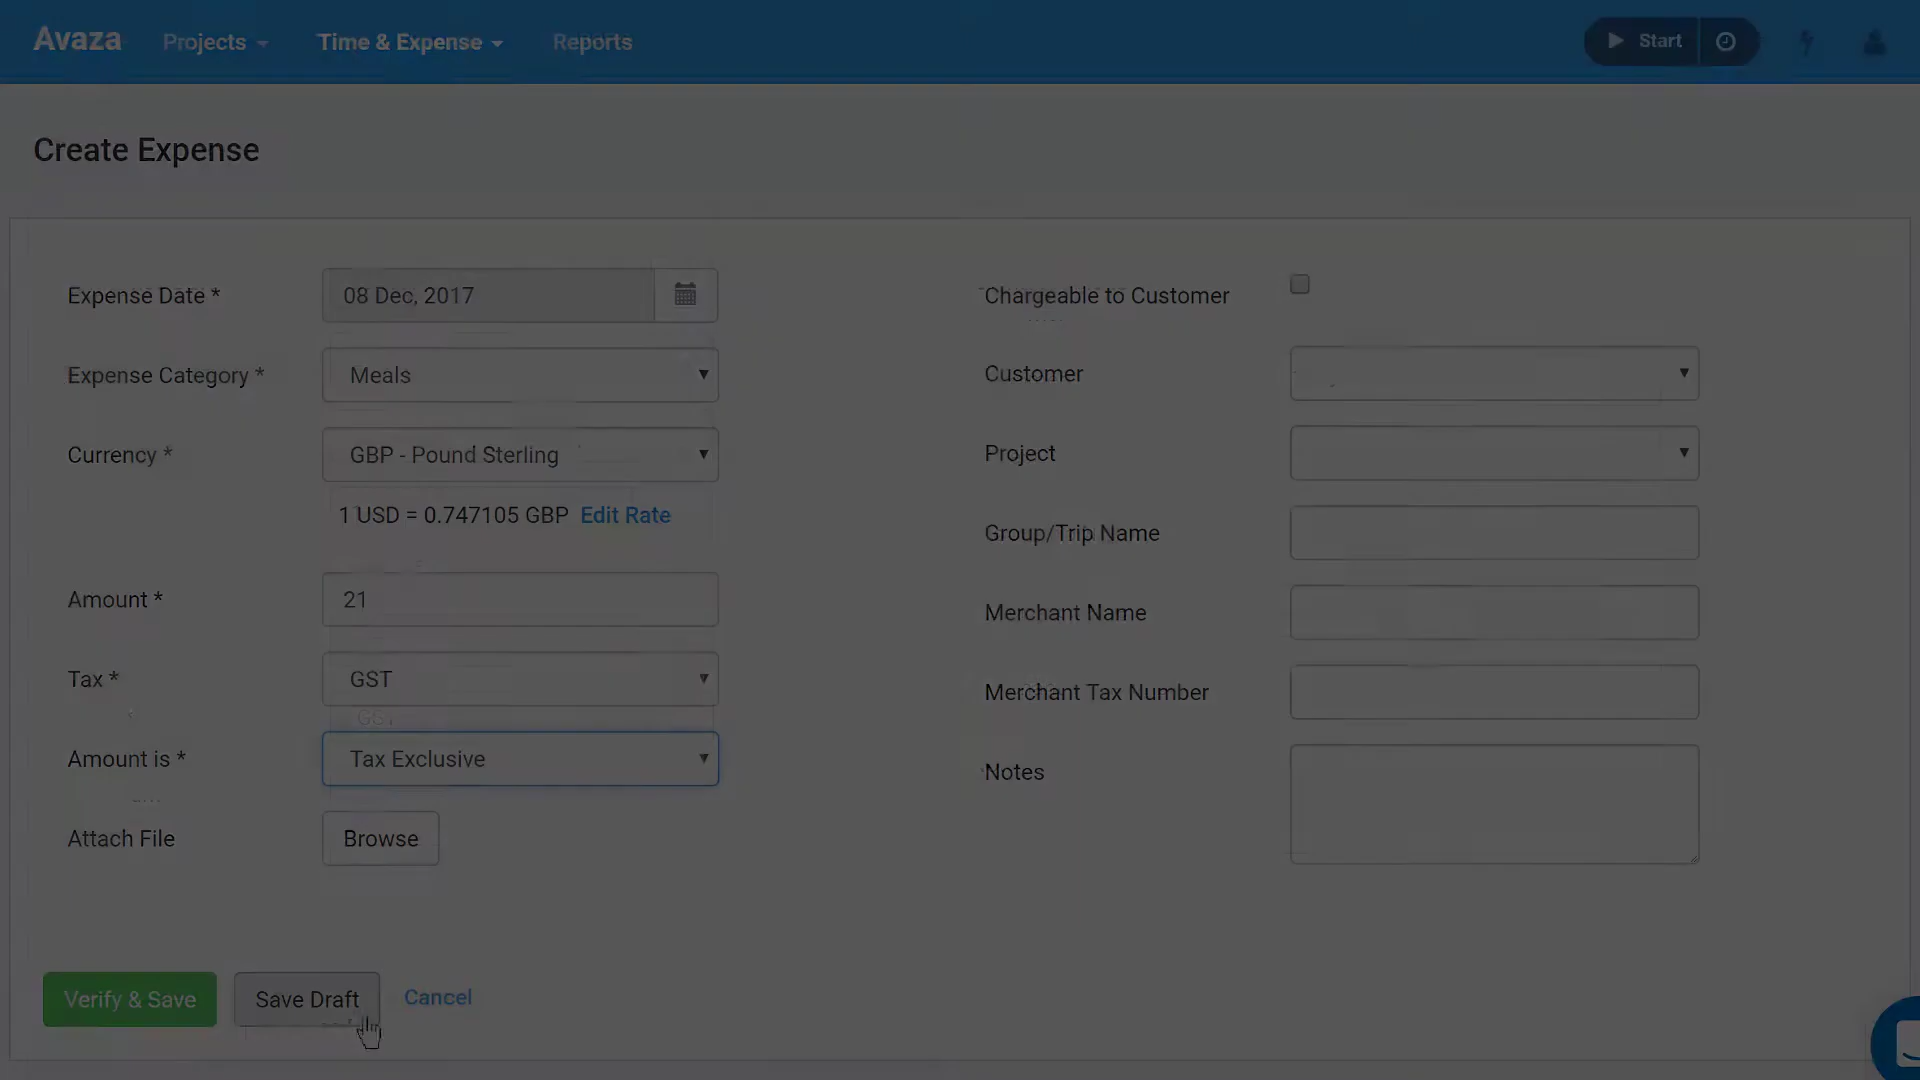 Avaza Projects Time & Expense Reports Start
Create Expense
Expense Date * 08 Dec, 2017
Expense Category * Meals
Currency * GBP - Pound Sterling
1 USD = 0.747105 GBP Edit Rate
Amount * 21
Tax * GST
Amount is * Tax Exclusive
Attach File Browse
Chargeable to Customer
Customer
Project
Group/Trip Name
Merchant Name
Merchant Tax Number
Notes
Verify & Save Save Draft Cancel